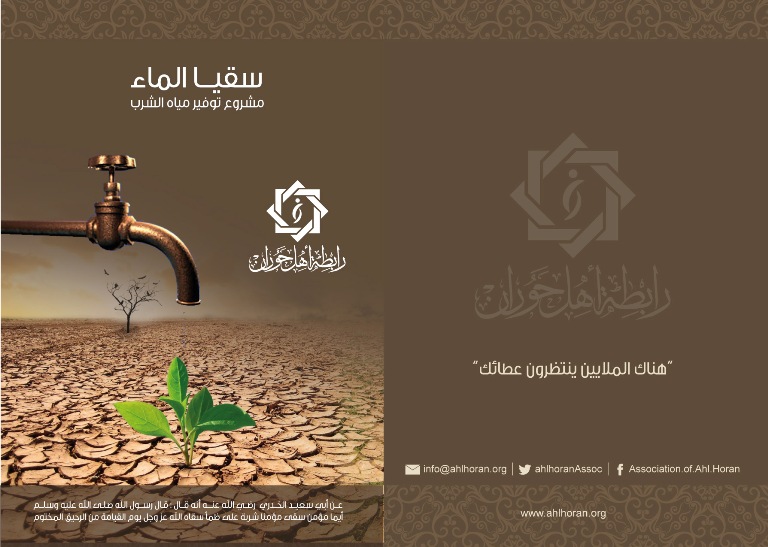 سقيا الماء
مشروع توفير مياه الشرب
رابطة أهل حوران
عن أبي سعيد الخدري رضي الله عنه أنه قال : قال رسول الله صلى الله عليه وسلم
أيما مؤمن سقى مؤمنا شربة على ظمأ سقاه الله عز وجل يوم القيامة من الرحيق المختوم
رابطة أهل حوران
"هناك الملايين ينتظرون عطائك"
info@ahlhoran.org | ahlhoranAssoc | Association.of.Ahl.Horan
www.ahlhoran.org